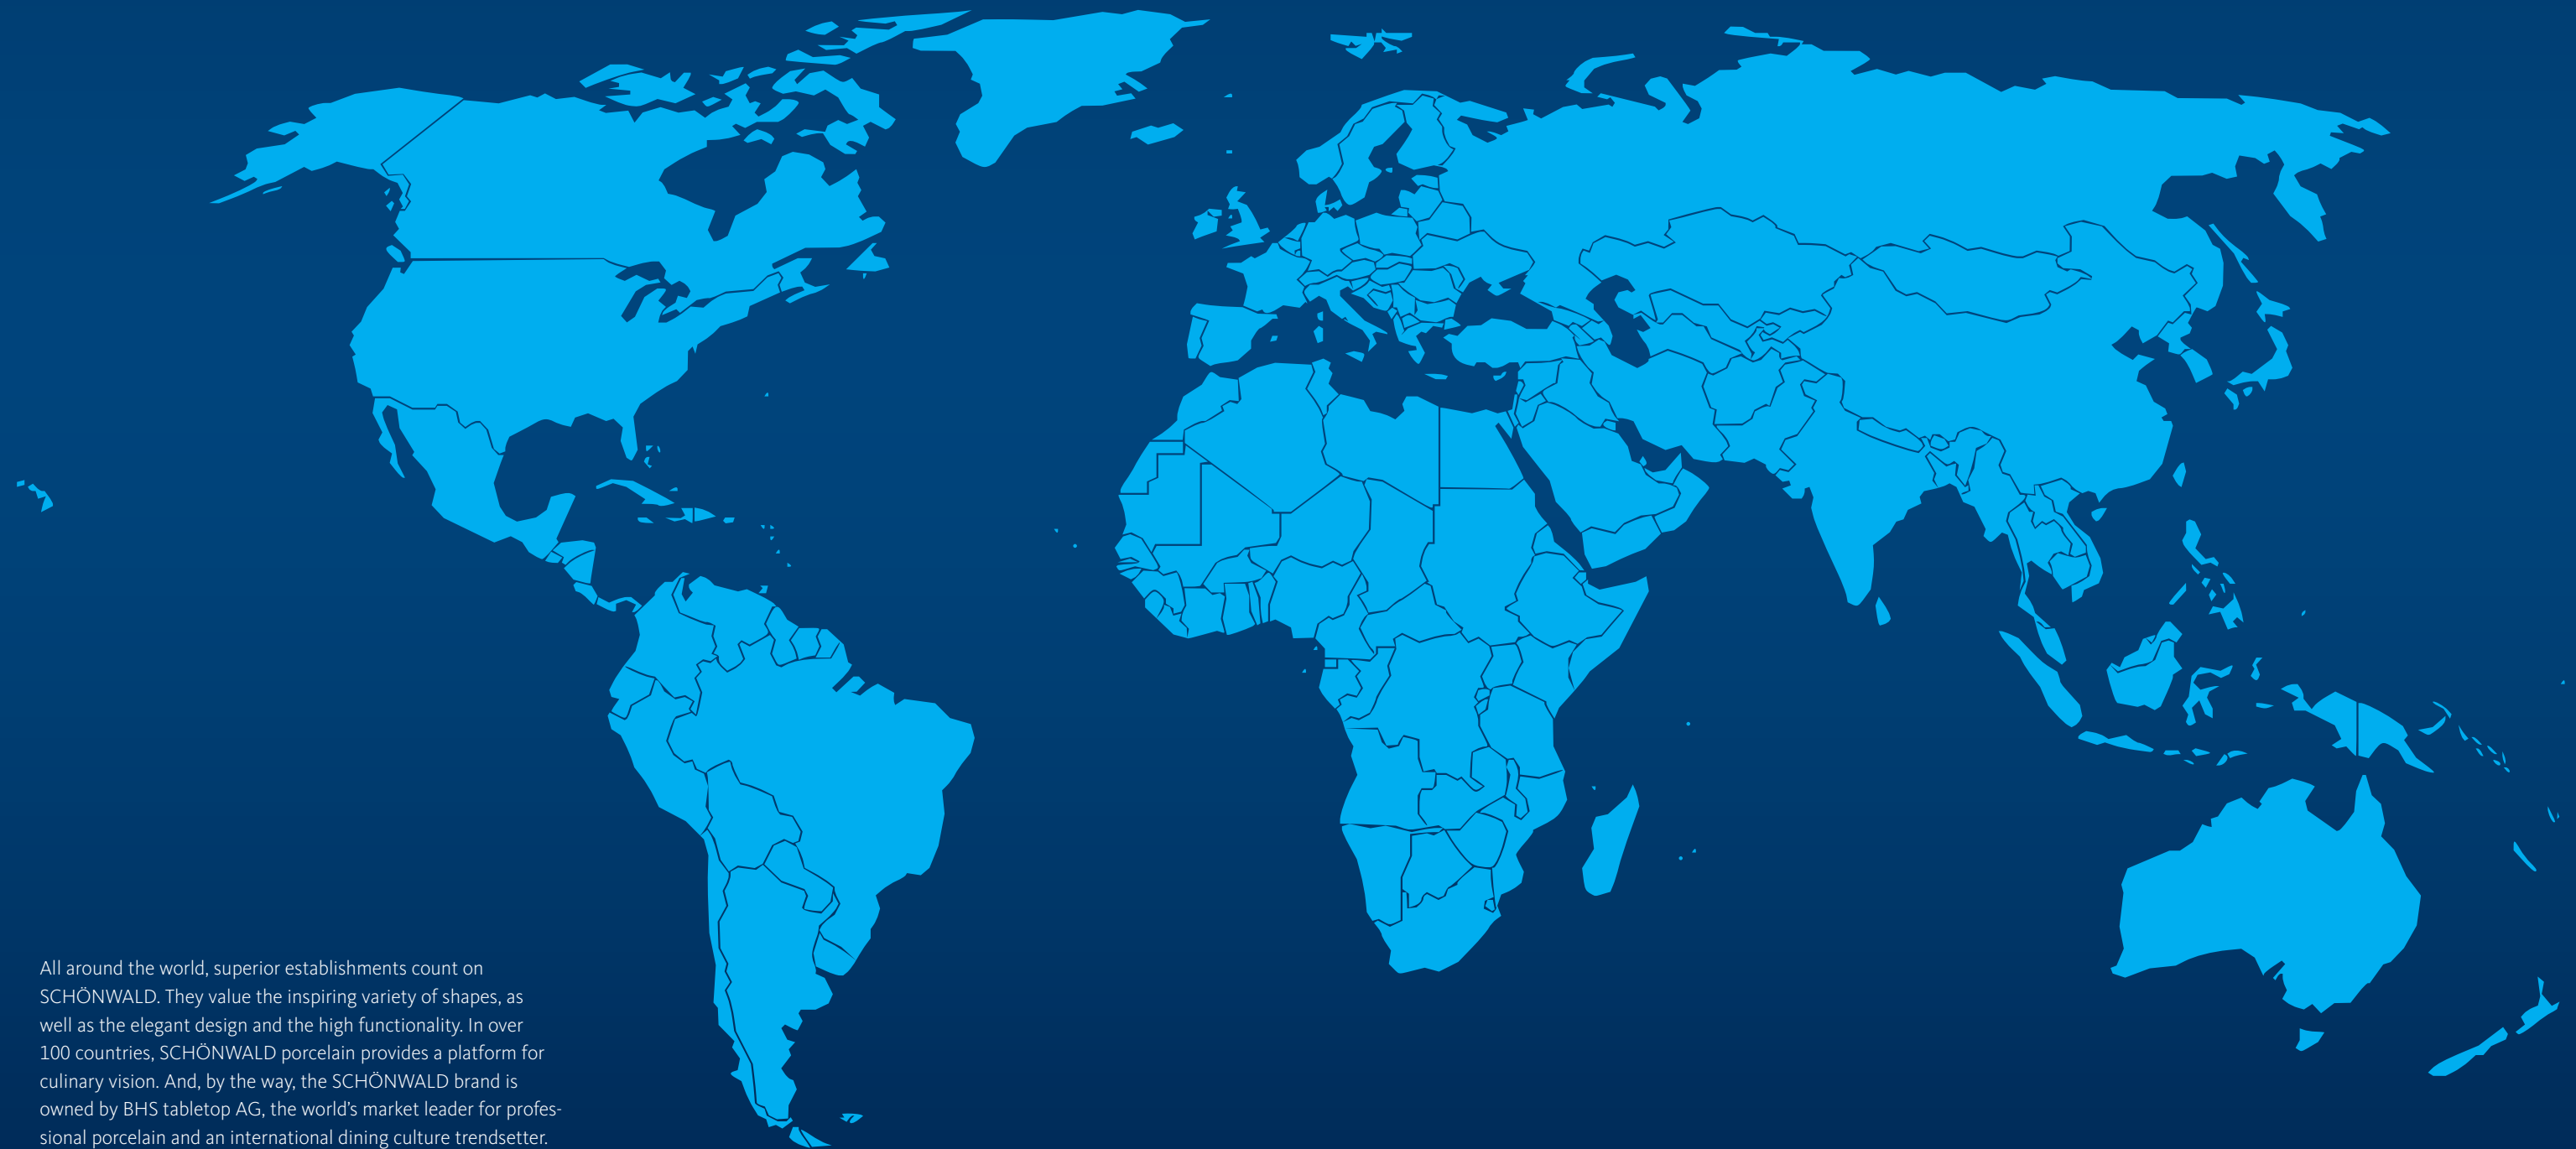 All around the world, superior establishments count on
SCHÖNWALD. They value the inspiring variety of shapes, as
well as the elegant design and the high functionality. In over
100 countries, SCHÖNWALD porcelain provides a platform for
culinary vision. And, by the way, the SCHÖNWALD brand is
owned by BHS tabletop AG, the world’s market leader for profes-
sional porcelain and an international dining culture trendsetter.